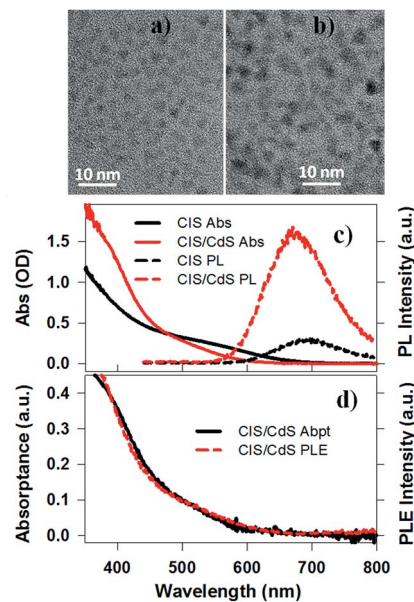 a)
b)
10 nm
10 nm
CIS Abs
CIS/CdS Abs
CIS PL
CIS/CdS PL
c)
Abs (OD)
1.5
1.0
0.5
0.0
PL Intensity (a.u.)
d)
CIS/CdS Abpt
CIS/CdS PLE
Absorptance (a.u.)
0.4
0.3
0.2
0.1
0.0
PLE Intensity (a.u.)
400 500 600 700 800
Wavelength (nm)